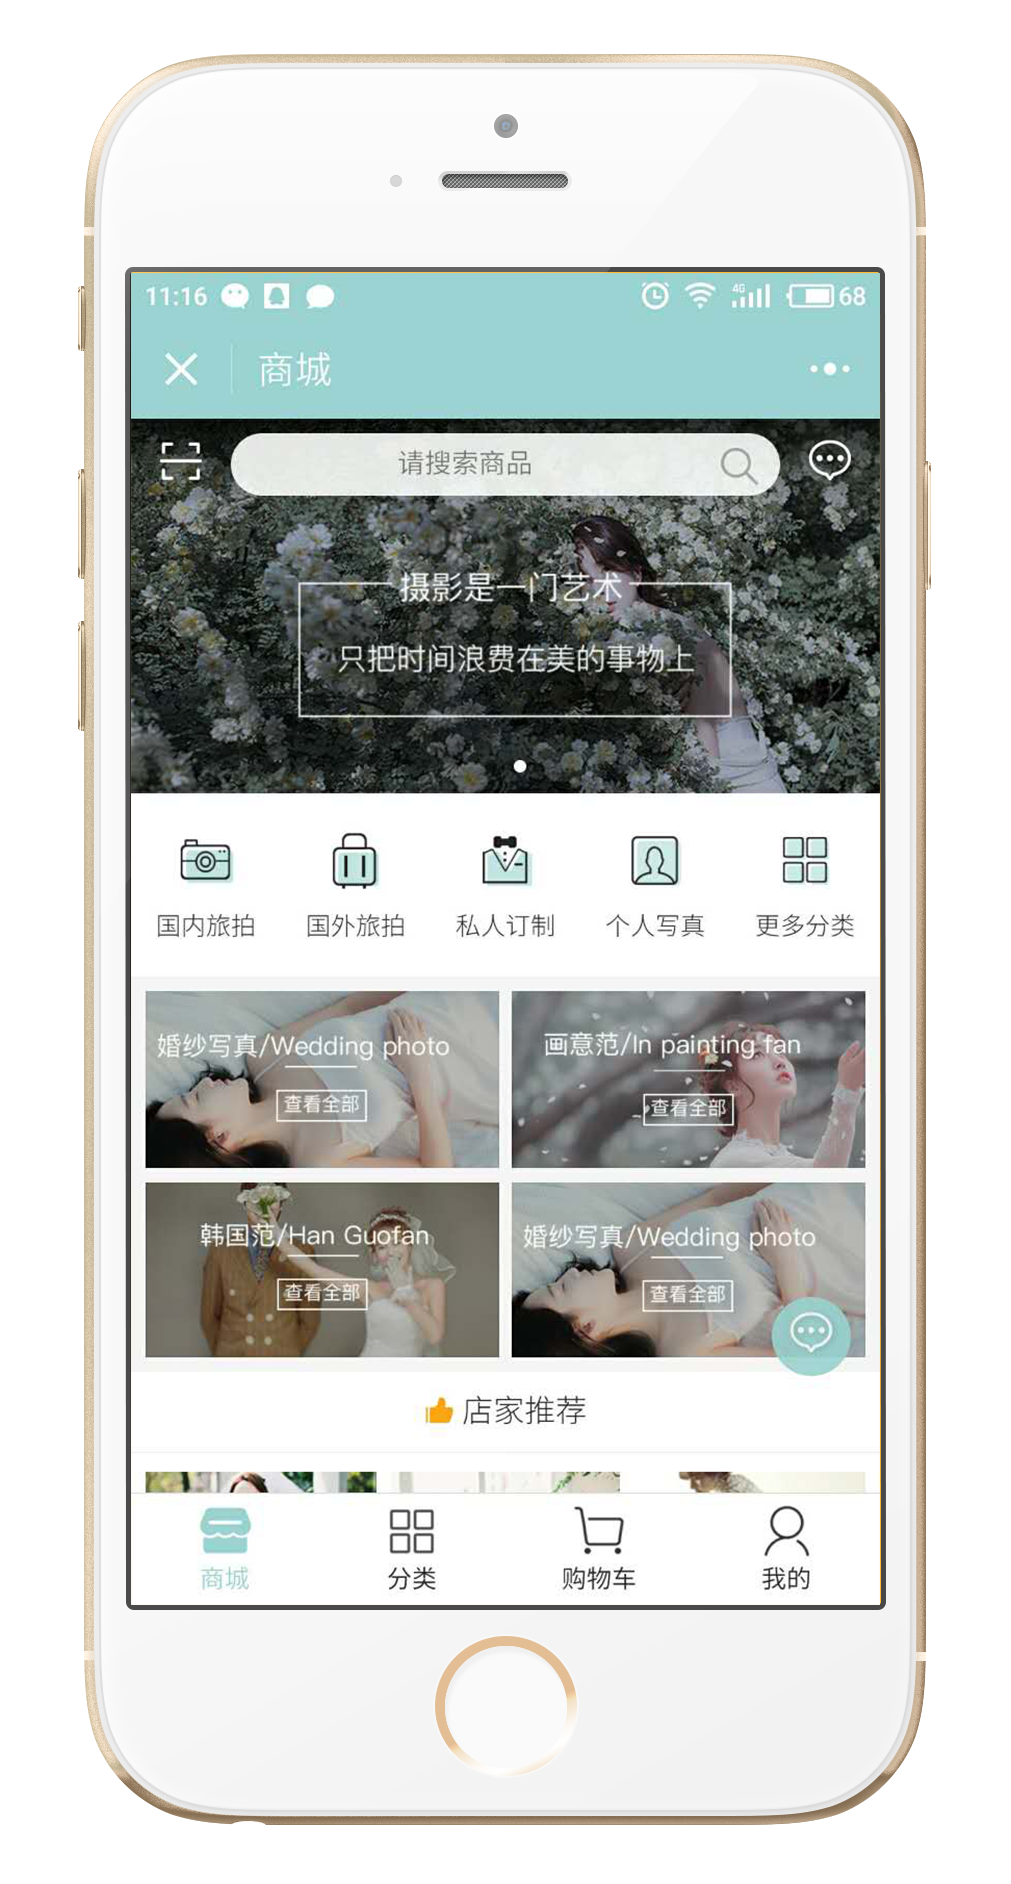 11:16
4G
68
商城
请搜索商品
摄影是一门艺术
只把时间浪费在美的事物上
国内旅拍
国外旅拍
私人订制
个人写真
更多分类
婚纱写真/Wedding photo
查看全部
画意范/In painting fan
查看全部
韩国范/Han Guofan
查看全部
婚纱写真/Wedding photo
查看全部
店家推荐
商城
分类
购物车
我的